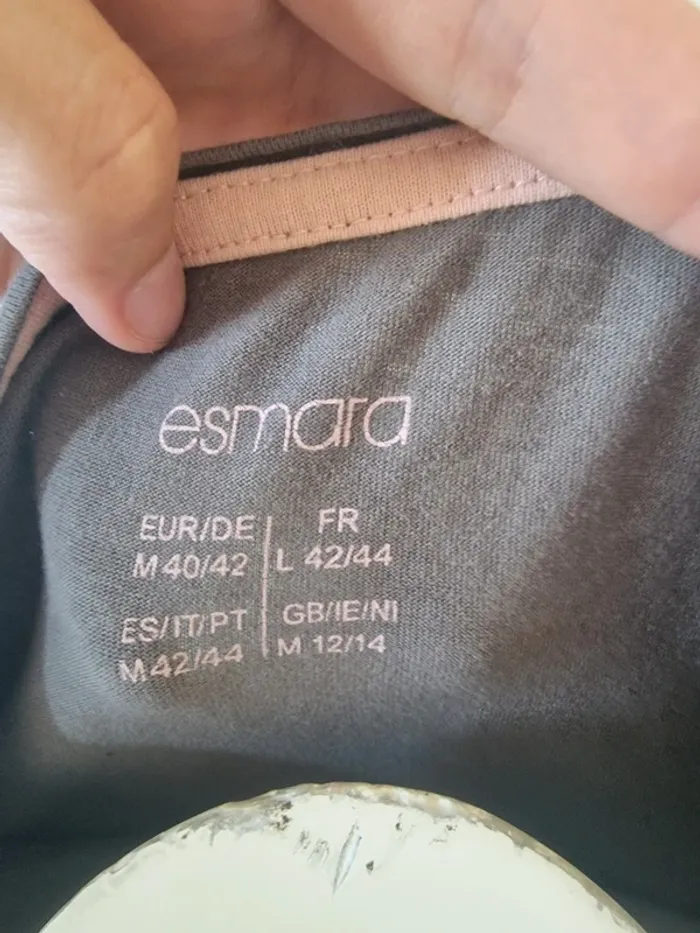 esmara
EUR/DE
M 40/42
FR
L 42/44
ES/IT/PT
M 42/44
GB/IE/NI
M 12/14